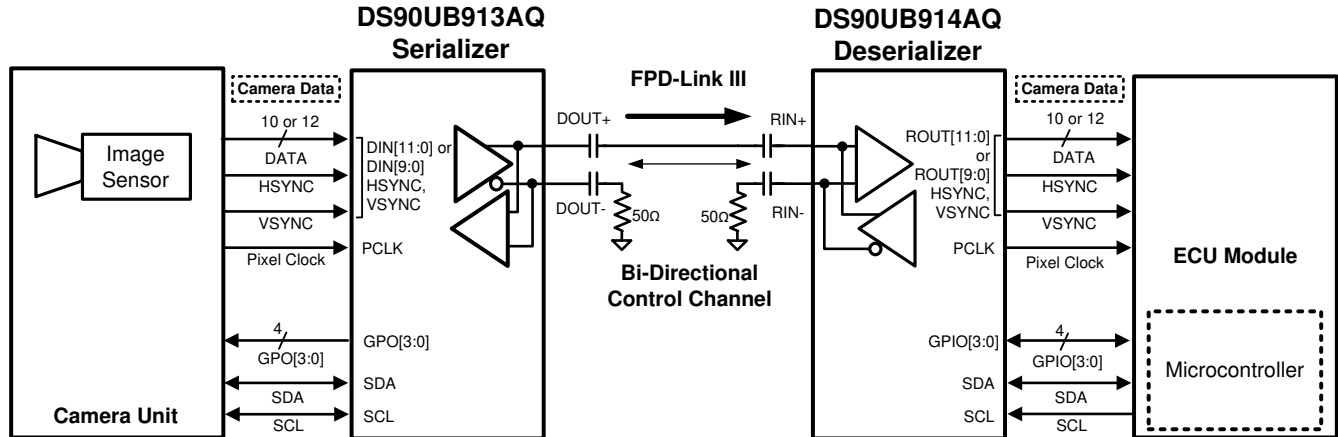 DS90UB913AQ
Serializer
DS90UB914AQ
Deserializer
FPD-Link III
Camera Data
10 or 12
DATA
HSYNC
VSYNC
Pixel Clock
4
GPO[3:0]
SDA
SCL
Image
Sensor
Camera Unit
DIN[11:0] or
DIN[9:0]
HSYNC,
VSYNC
PCLK
GPO[3:0]
SDA
SCL
DOUT+
DOUT-
50Ω
50Ω
RIN+
RIN-
Bi-Directional
Control Channel
ROUT[11:0]
or
ROUT[9:0]
HSYNC,
VSYNC
PCLK
GPIO[3:0]
SDA
SCL
Camera Data
10 or 12
DATA
HSYNC
VSYNC
Pixel Clock
4
GPIO[3:0]
SDA
SCL
ECU Module
Microcontroller